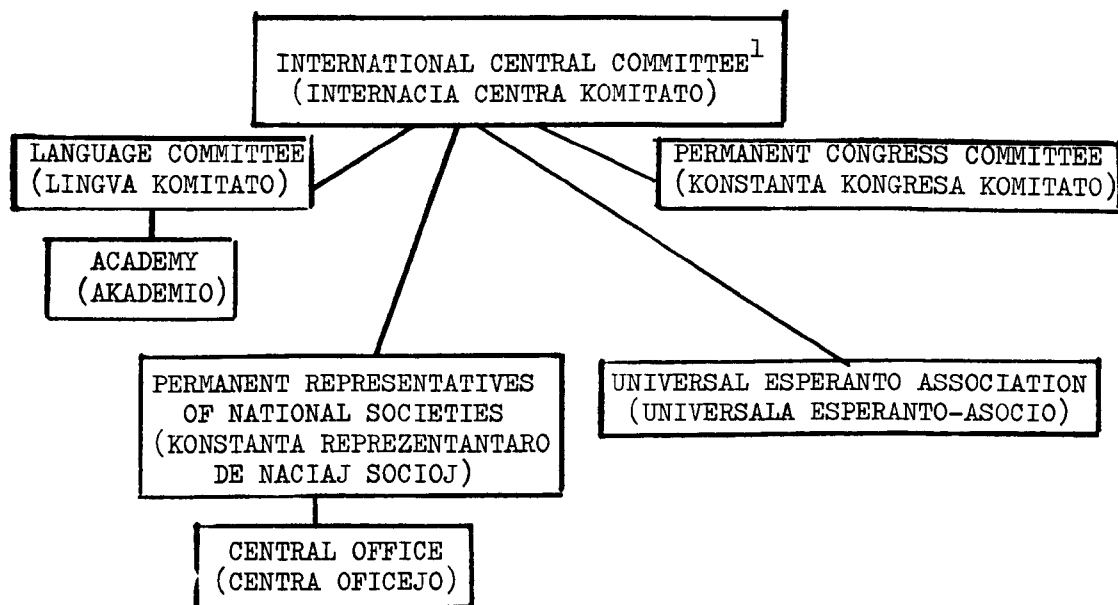 INTERNATIONAL CENTRAL COMMITTEE1
(INTERNACIA CENTRA KOMITATO)
LANGUAGE COMMITTEE
(LINGVA KOMITATO)
PERMANENT CONGRESS COMMITTEE
(KONSTANTA KONGRESA KOMITATO)
ACADEMY
(AKADEMIO)
PERMANENT REPRESENTATIVES
OF NATIONAL SOCIETIES
(KONSTANTA REPREZENTANTARO
DE NACIAJ SOCIOJ)
UNIVERSAL ESPERANTO ASSOCIATION
(UNIVERSALA ESPERANTO-ASOCIO)
CENTRAL OFFICE
(CENTRA OFICEJO)